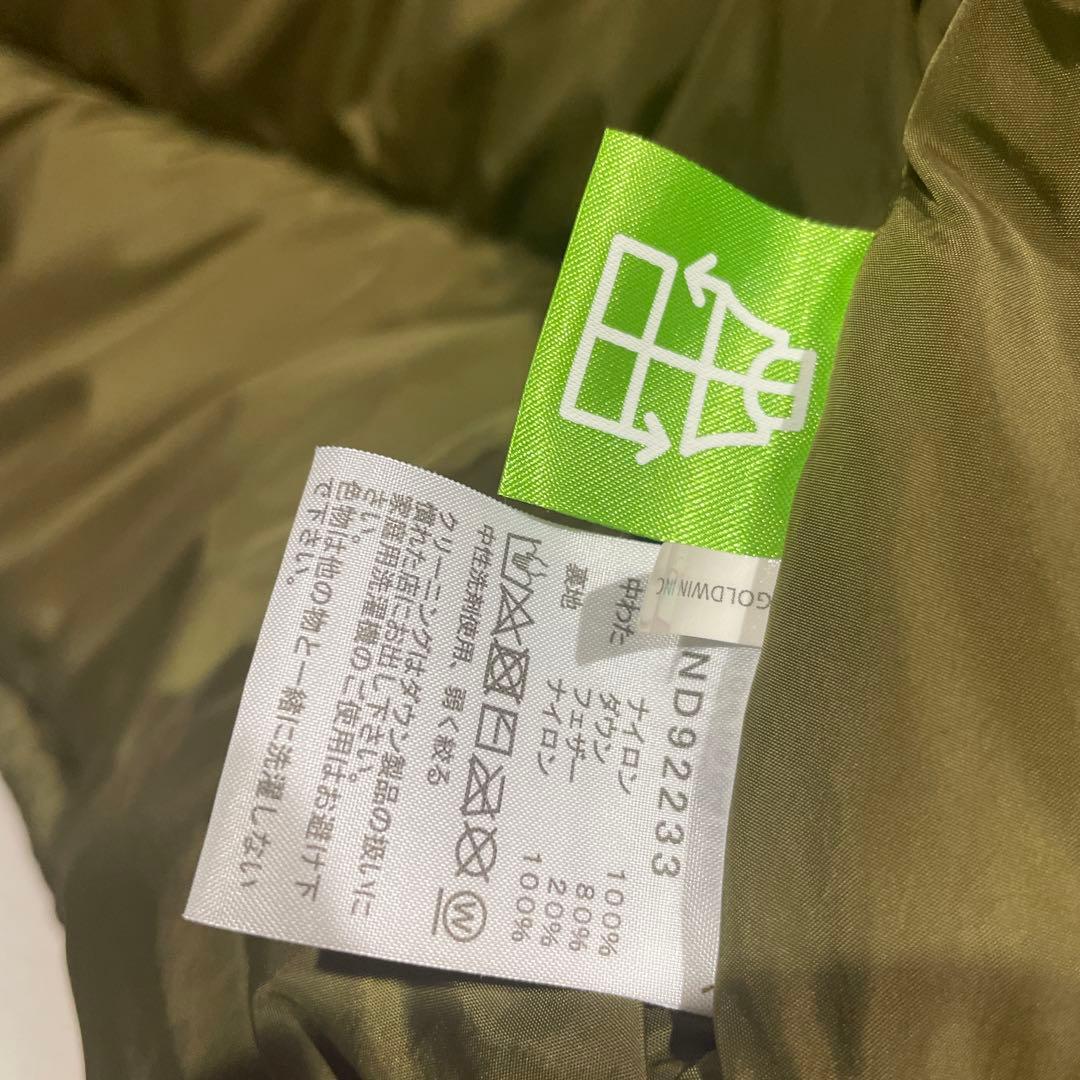 GOLDWIN INC
ND92233
ナイロン 100%
中わた ダウン 80%
フェザー 20%
裏地 ナイロン 100%
W
中性洗剤使用、弱く絞る
クリーニングはダウン製品の扱いに
慣れた店にお出し下さい。
家庭用洗濯機のご使用はお避け下
さい。
色物は他の物と一緒に洗濯しない
で下さい。